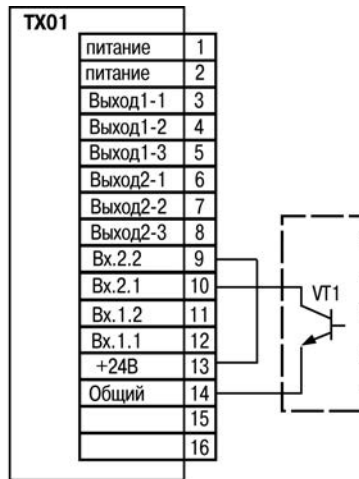 TX01
питание 1
питание 2
Выход1-1 3
Выход1-2 4
Выход1-3 5
Выход2-1 6
Выход2-2 7
Выход2-3 8
Вх.2.2 9
Вх.2.1 10
Вх.1.2 11
Вх.1.1 12
+24В 13
Общий 14
15
16
VT1